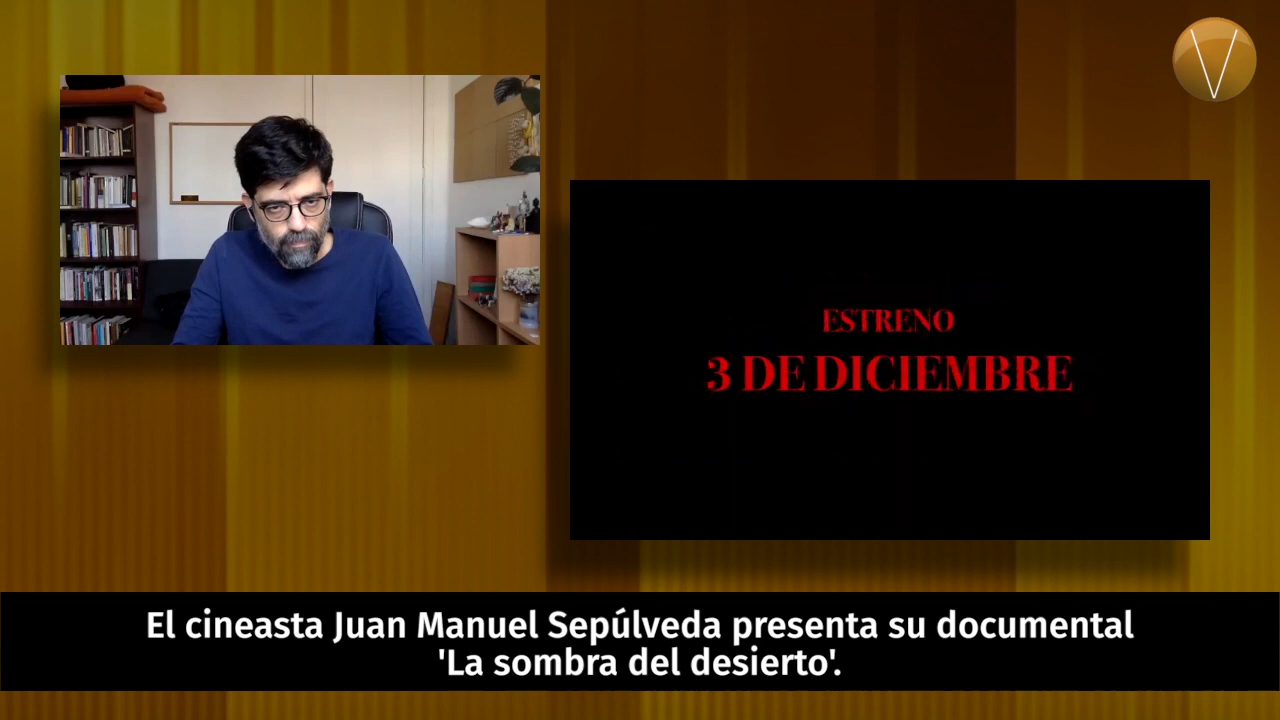 V
ESTRENO
3 DE DICIEMBRE
El cineasta Juan Manuel Sepúlveda presenta su documental
'La sombra del desierto'.